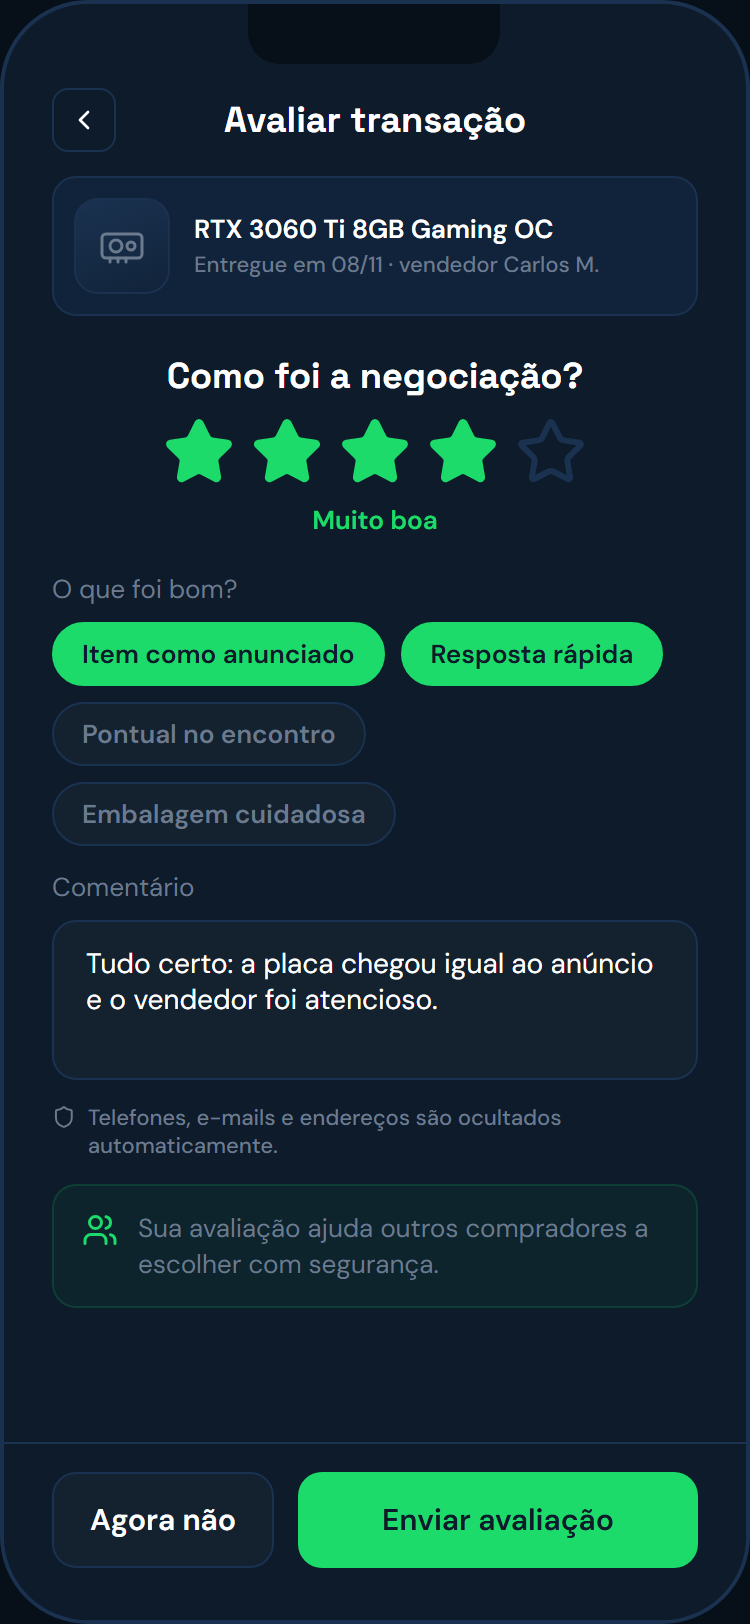 Avaliar transação
RTX 3060 Ti 8GB Gaming OC
Entregue em 08/11 · vendedor Carlos M.
Como foi a negociação?
Muito boa
O que foi bom?
Item como anunciado
Resposta rápida
Pontual no encontro
Embalagem cuidadosa
Comentário
Tudo certo: a placa chegou igual ao anúncio
e o vendedor foi atencioso.
Telefones, e-mails e endereços são ocultados
automaticamente.
Sua avaliação ajuda outros compradores a
escolher com segurança.
Agora não
Enviar avaliação